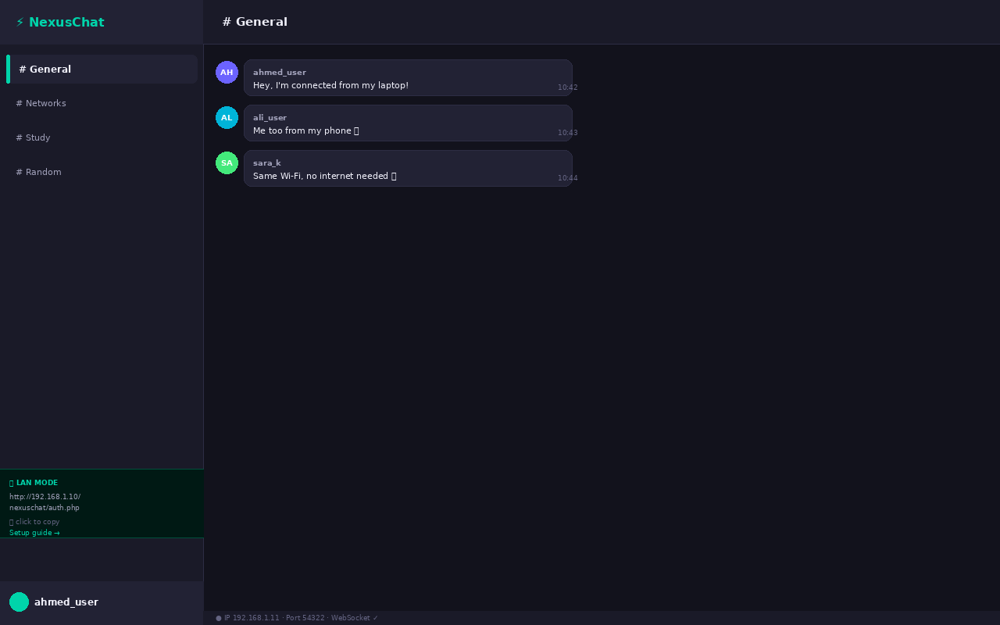 ⚡ NexusChat
# General
# Networks
# Study
# Random
LAN MODE
http://192.168.1.10/
nexuschat/auth.php
click to copy
Setup guide →
ahmed_user
# General
AH
ahmed_user
Hey, I'm connected from my laptop!
10:42
AL
ali_user
Me too from my phone
10:43
SA
sara_k
Same Wi-Fi, no internet needed
10:44
● IP 192.168.1.11 · Port 54322 · WebSocket ✓